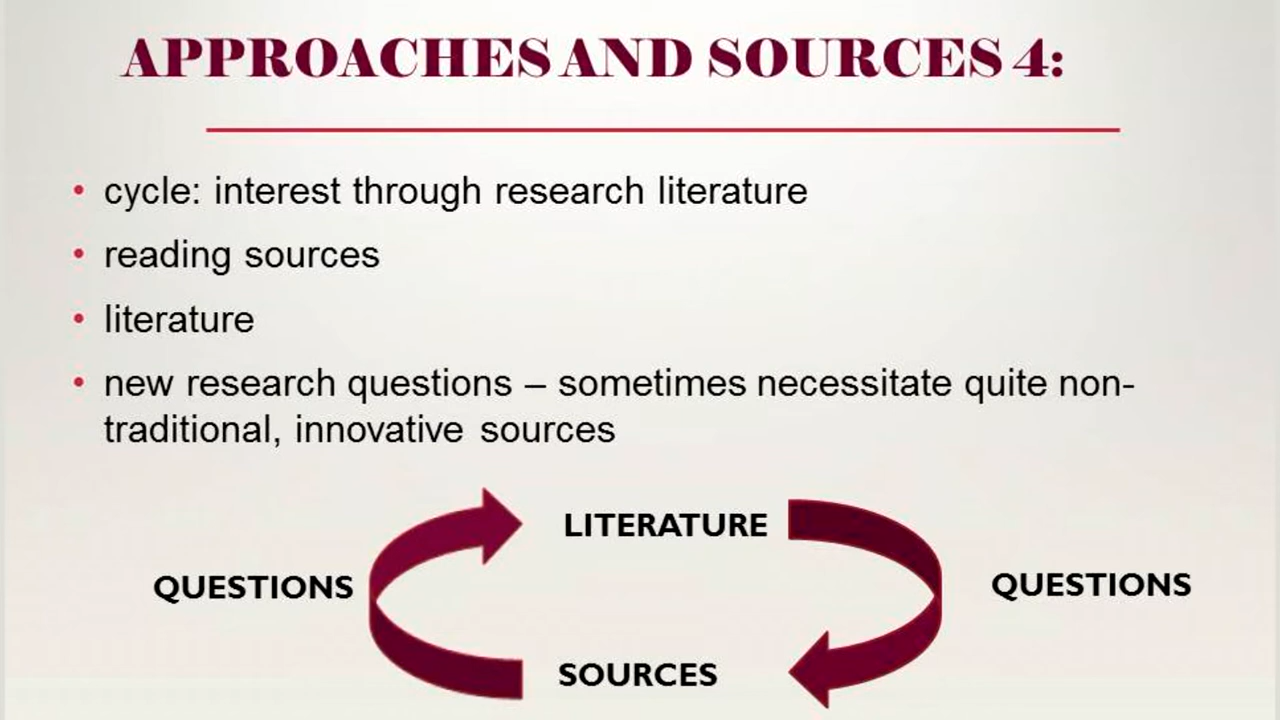 APPROACHES AND SOURCES 4:
• cycle: interest through research literature
• reading sources
• literature
• new research questions – sometimes necessitate quite non-
traditional, innovative sources
LITERATURE
QUESTIONS
QUESTIONS
SOURCES